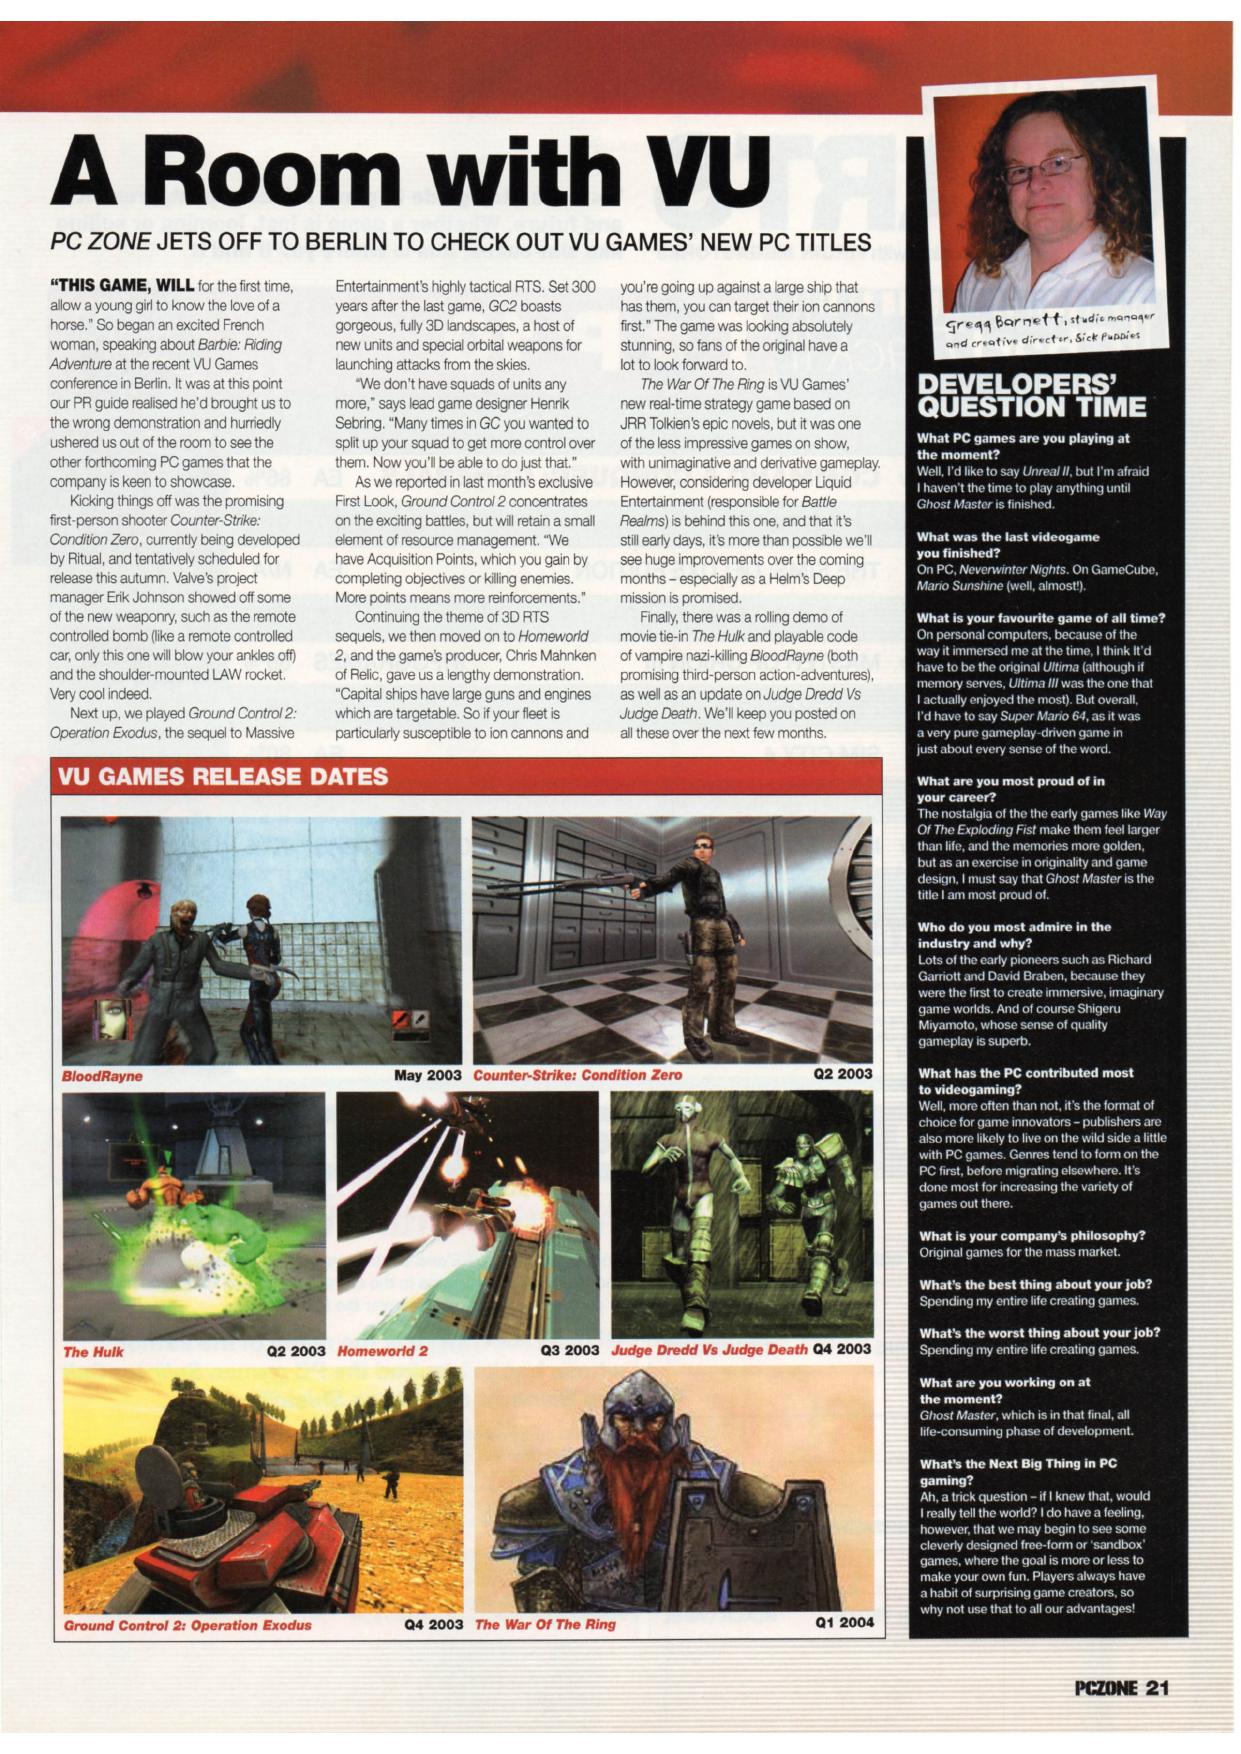 A Room with VU
PC ZONE JETS OFF TO BERLIN TO CHECK OUT VU GAMES' NEW PC TITLES
"THIS GAME, WILL for the first time,
allow a young girl to know the love of a
horse." So began an excited French
woman, speaking about Barbie: Riding
Adventure at the recent VU Games
conference in Berlin. It was at this point
our PR guide realised he'd brought us to
the wrong demonstration and hurriedly
ushered us out of the room to see the
other forthcoming PC games that the
company is keen to showcase.
Kicking things off was the promising
first-person shooter Counter-Strike:
Condition Zero, currently being developed
by Ritual, and tentatively scheduled for
release this autumn. Valve's project
manager Erik Johnson showed off some
of the new weaponry, such as the remote
controlled bomb (like a remote controlled
car, only this one will blow your ankles off)
and the shoulder-mounted LAW rocket.
Very cool indeed.
Next up, we played Ground Control 2:
Operation Exodus, the sequel to Massive
Entertainment's highly tactical RTS. Set 300
years after the last game, GC2 boasts
gorgeous, fully 3D landscapes, a host of
new units and special orbital weapons for
launching attacks from the skies.
"We don't have squads of units any
more," says lead game designer Henrik
Sebring. "Many times in GC you wanted to
split up your squad to get more control over
them. Now you'll be able to do just that."
As we reported in last month's exclusive
First Look, Ground Control 2 concentrates
on the exciting battles, but will retain a small
element of resource management. "We
have Acquisition Points, which you gain by
completing objectives or killing enemies.
More points means more reinforcements."
Continuing the theme of 3D RTS
sequels, we then moved on to Homeworld
2, and the game's producer, Chris Mahnken
of Relic, gave us a lengthy demonstration.
"Capital ships have large guns and engines
which are targetable. So if your fleet is
particularly susceptible to ion cannons and
you're going up against a large ship that
has them, you can target their ion cannons
first." The game was looking absolutely
stunning, so fans of the original have a
lot to look forward to.
The War Of The Ring is VU Games'
new real-time strategy game based on
JRR Tolkien's epic novels, but it was one
of the less impressive games on show,
with unimaginative and derivative gameplay.
However, considering developer Liquid
Entertainment (responsible for Battle
Realms) is behind this one, and that it's
still early days, it's more than possible we'll
see huge improvements over the coming
months – especially as a Helm's Deep
mission is promised.
Finally, there was a rolling demo of
movie tie-in The Hulk and playable code
of vampire nazi-killing BloodRayne (both
promising third-person action-adventures),
as well as an update on Judge Dredd Vs
Judge Death. We'll keep you posted on
all these over the next few months.
VU GAMES RELEASE DATES
BloodRayne May 2003
Counter-Strike: Condition Zero Q2 2003
The Hulk Q2 2003
Homeworld 2 Q3 2003
Judge Dredd Vs Judge Death Q4 2003
Ground Control 2: Operation Exodus Q4 2003
The War Of The Ring Q1 2004
Gregg Barnett, studio manager
and creative director, Sick Puppies
DEVELOPERS'
QUESTION TIME
What PC games are you playing at
the moment?
Well, I'd like to say Unreal II, but I'm afraid
I haven't the time to play anything until
Ghost Master is finished.
What was the last videogame
you finished?
On PC, Neverwinter Nights. On GameCube,
Mario Sunshine (well, almost!).
What is your favourite game of all time?
On personal computers, because of the
way it immersed me at the time, I think It'd
have to be the original Ultima (although if
memory serves, Ultima III was the one that
I actually enjoyed the most). But overall,
I'd have to say Super Mario 64, as it was
a very pure gameplay-driven game in
just about every sense of the word.
What are you most proud of in
your career?
The nostalgia of the the early games like Way
Of The Exploding Fist make them feel larger
than life, and the memories more golden,
but as an exercise in originality and game
design, I must say that Ghost Master is the
title I am most proud of.
Who do you most admire in the
industry and why?
Lots of the early pioneers such as Richard
Garriott and David Braben, because they
were the first to create immersive, imaginary
game worlds. And of course Shigeru
Miyamoto, whose sense of quality
gameplay is superb.
What has the PC contributed most
to videogaming?
Well, more often than not, it's the format of
choice for game innovators – publishers are
also more likely to live on the wild side a little
with PC games. Genres tend to form on the
PC first, before migrating elsewhere. It's
done most for increasing the variety of
games out there.
What is your company's philosophy?
Original games for the mass market.
What's the best thing about your job?
Spending my entire life creating games.
What's the worst thing about your job?
Spending my entire life creating games.
What are you working on at
the moment?
Ghost Master, which is in that final, all
life-consuming phase of development.
What's the Next Big Thing in PC
gaming?
Ah, a trick question – if I knew that, would
I really tell the world? I do have a feeling,
however, that we may begin to see some
cleverly designed free-form or 'sandbox'
games, where the goal is more or less to
make your own fun. Players always have
a habit of surprising game creators, so
why not use that to all our advantages!
PCZONE 21